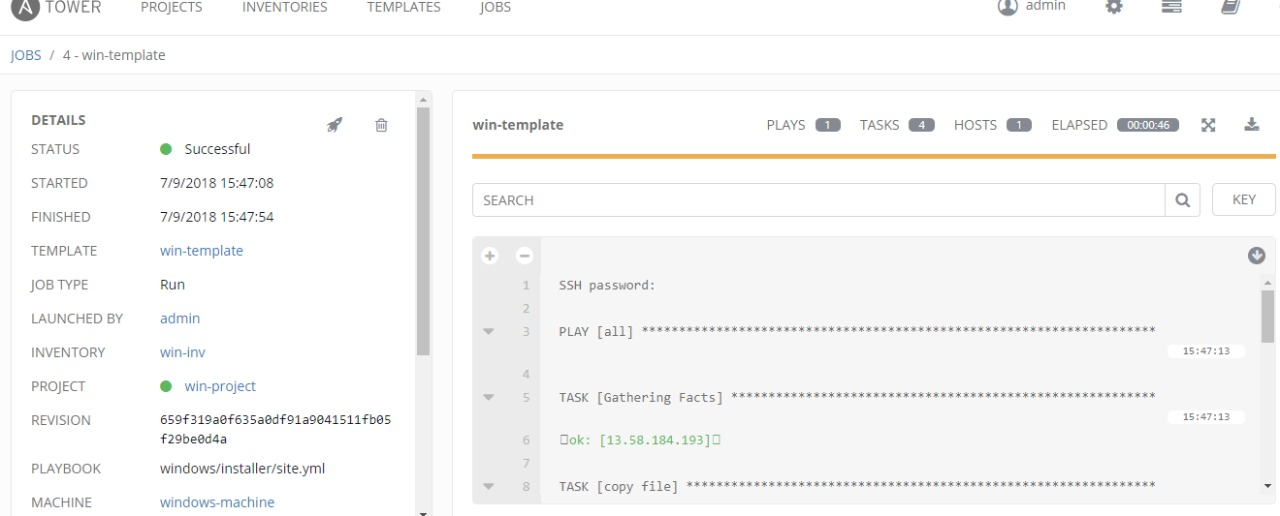 TOWER PROJECTS INVENTORIES TEMPLATES JOBS admin
JOBS / 4 - win-template
DETAILS
STATUS Successful
STARTED 7/9/2018 15:47:08
FINISHED 7/9/2018 15:47:54
TEMPLATE win-template
JOB TYPE Run
LAUNCHED BY admin
INVENTORY win-inv
PROJECT win-project
REVISION 659f319a0f635a0df91a9041511fb05
f29be0d4a
PLAYBOOK windows/installer/site.yml
MACHINE windows-machine
win-template PLAYS 1 TASKS 4 HOSTS 1 ELAPSED 00:00:46
SEARCH KEY
1 SSH password:
2
3 PLAY [all] *********************************************************************
15:47:13
4
5 TASK [Gathering Facts] *********************************************************
15:47:13
6 ok: [13.58.184.193]
7
8 TASK [copy file] ***************************************************************